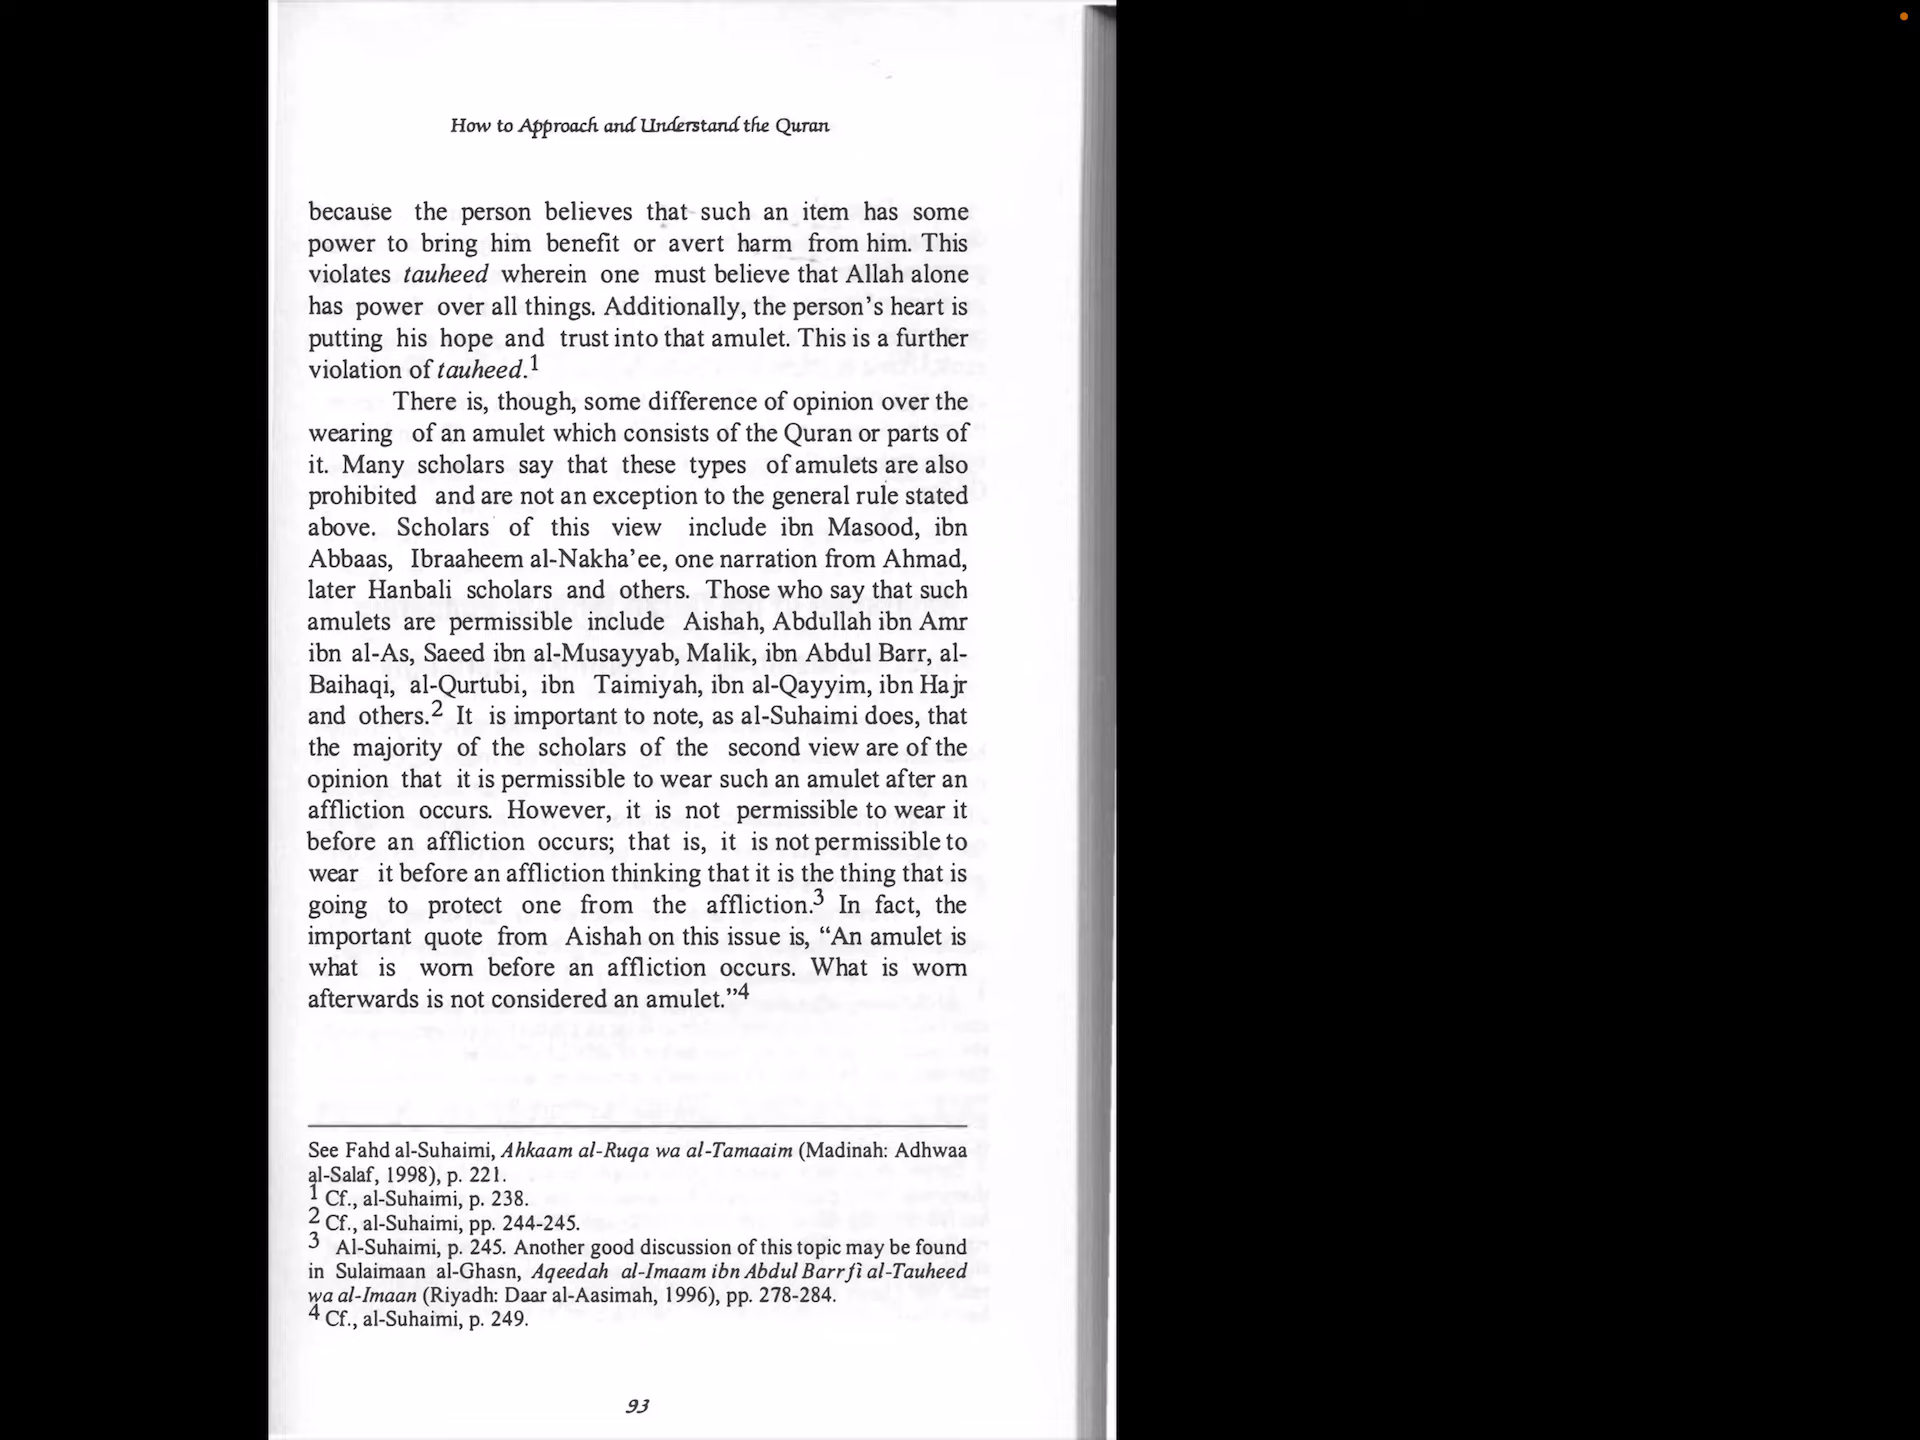 How to Approach and Understand the Quran
because the person believes that such an item has some
power to bring him benefit or avert harm from him. This
violates tauheed wherein one must believe that Allah alone
has power over all things. Additionally, the person's heart is
putting his hope and trust into that amulet. This is a further
violation of tauheed.1
There is, though, some difference of opinion over the
wearing of an amulet which consists of the Quran or parts of
it. Many scholars say that these types of amulets are also
prohibited and are not an exception to the general rule stated
above. Scholars of this view include ibn Masood, ibn
Abbaas, Ibraaheem al-Nakha'ee, one narration from Ahmad,
later Hanbali scholars and others. Those who say that such
amulets are permissible include Aishah, Abdullah ibn Amr
ibn al-As, Saeed ibn al-Musayyab, Malik, ibn Abdul Barr, al-
Baihaqi, al-Qurtubi, ibn Taimiyah, ibn al-Qayyim, ibn Hajr
and others.2 It is important to note, as al-Suhaimi does, that
the majority of the scholars of the second view are of the
opinion that it is permissible to wear such an amulet after an
affliction occurs. However, it is not permissible to wear it
before an affliction occurs; that is, it is not permissible to
wear it before an affliction thinking that it is the thing that is
going to protect one from the affliction.3 In fact, the
important quote from Aishah on this issue is, “An amulet is
what is worn before an affliction occurs. What is worn
afterwards is not considered an amulet.”4
See Fahd al-Suhaimi, Ahkaam al-Ruqa wa al-Tamaaim (Madinah: Adhwaa
al-Salaf, 1998), p. 221.
1 Cf., al-Suhaimi, p. 238.
2 Cf., al-Suhaimi, pp. 244-245.
3 Al-Suhaimi, p. 245. Another good discussion of this topic may be found
in Sulaimaan al-Ghasn, Aqeedah al-Imaam ibn Abdul Barr fi al-Tauheed
wa al-Imaan (Riyadh: Daar al-Aasimah, 1996), pp. 278-284.
4 Cf., al-Suhaimi, p. 249.
93